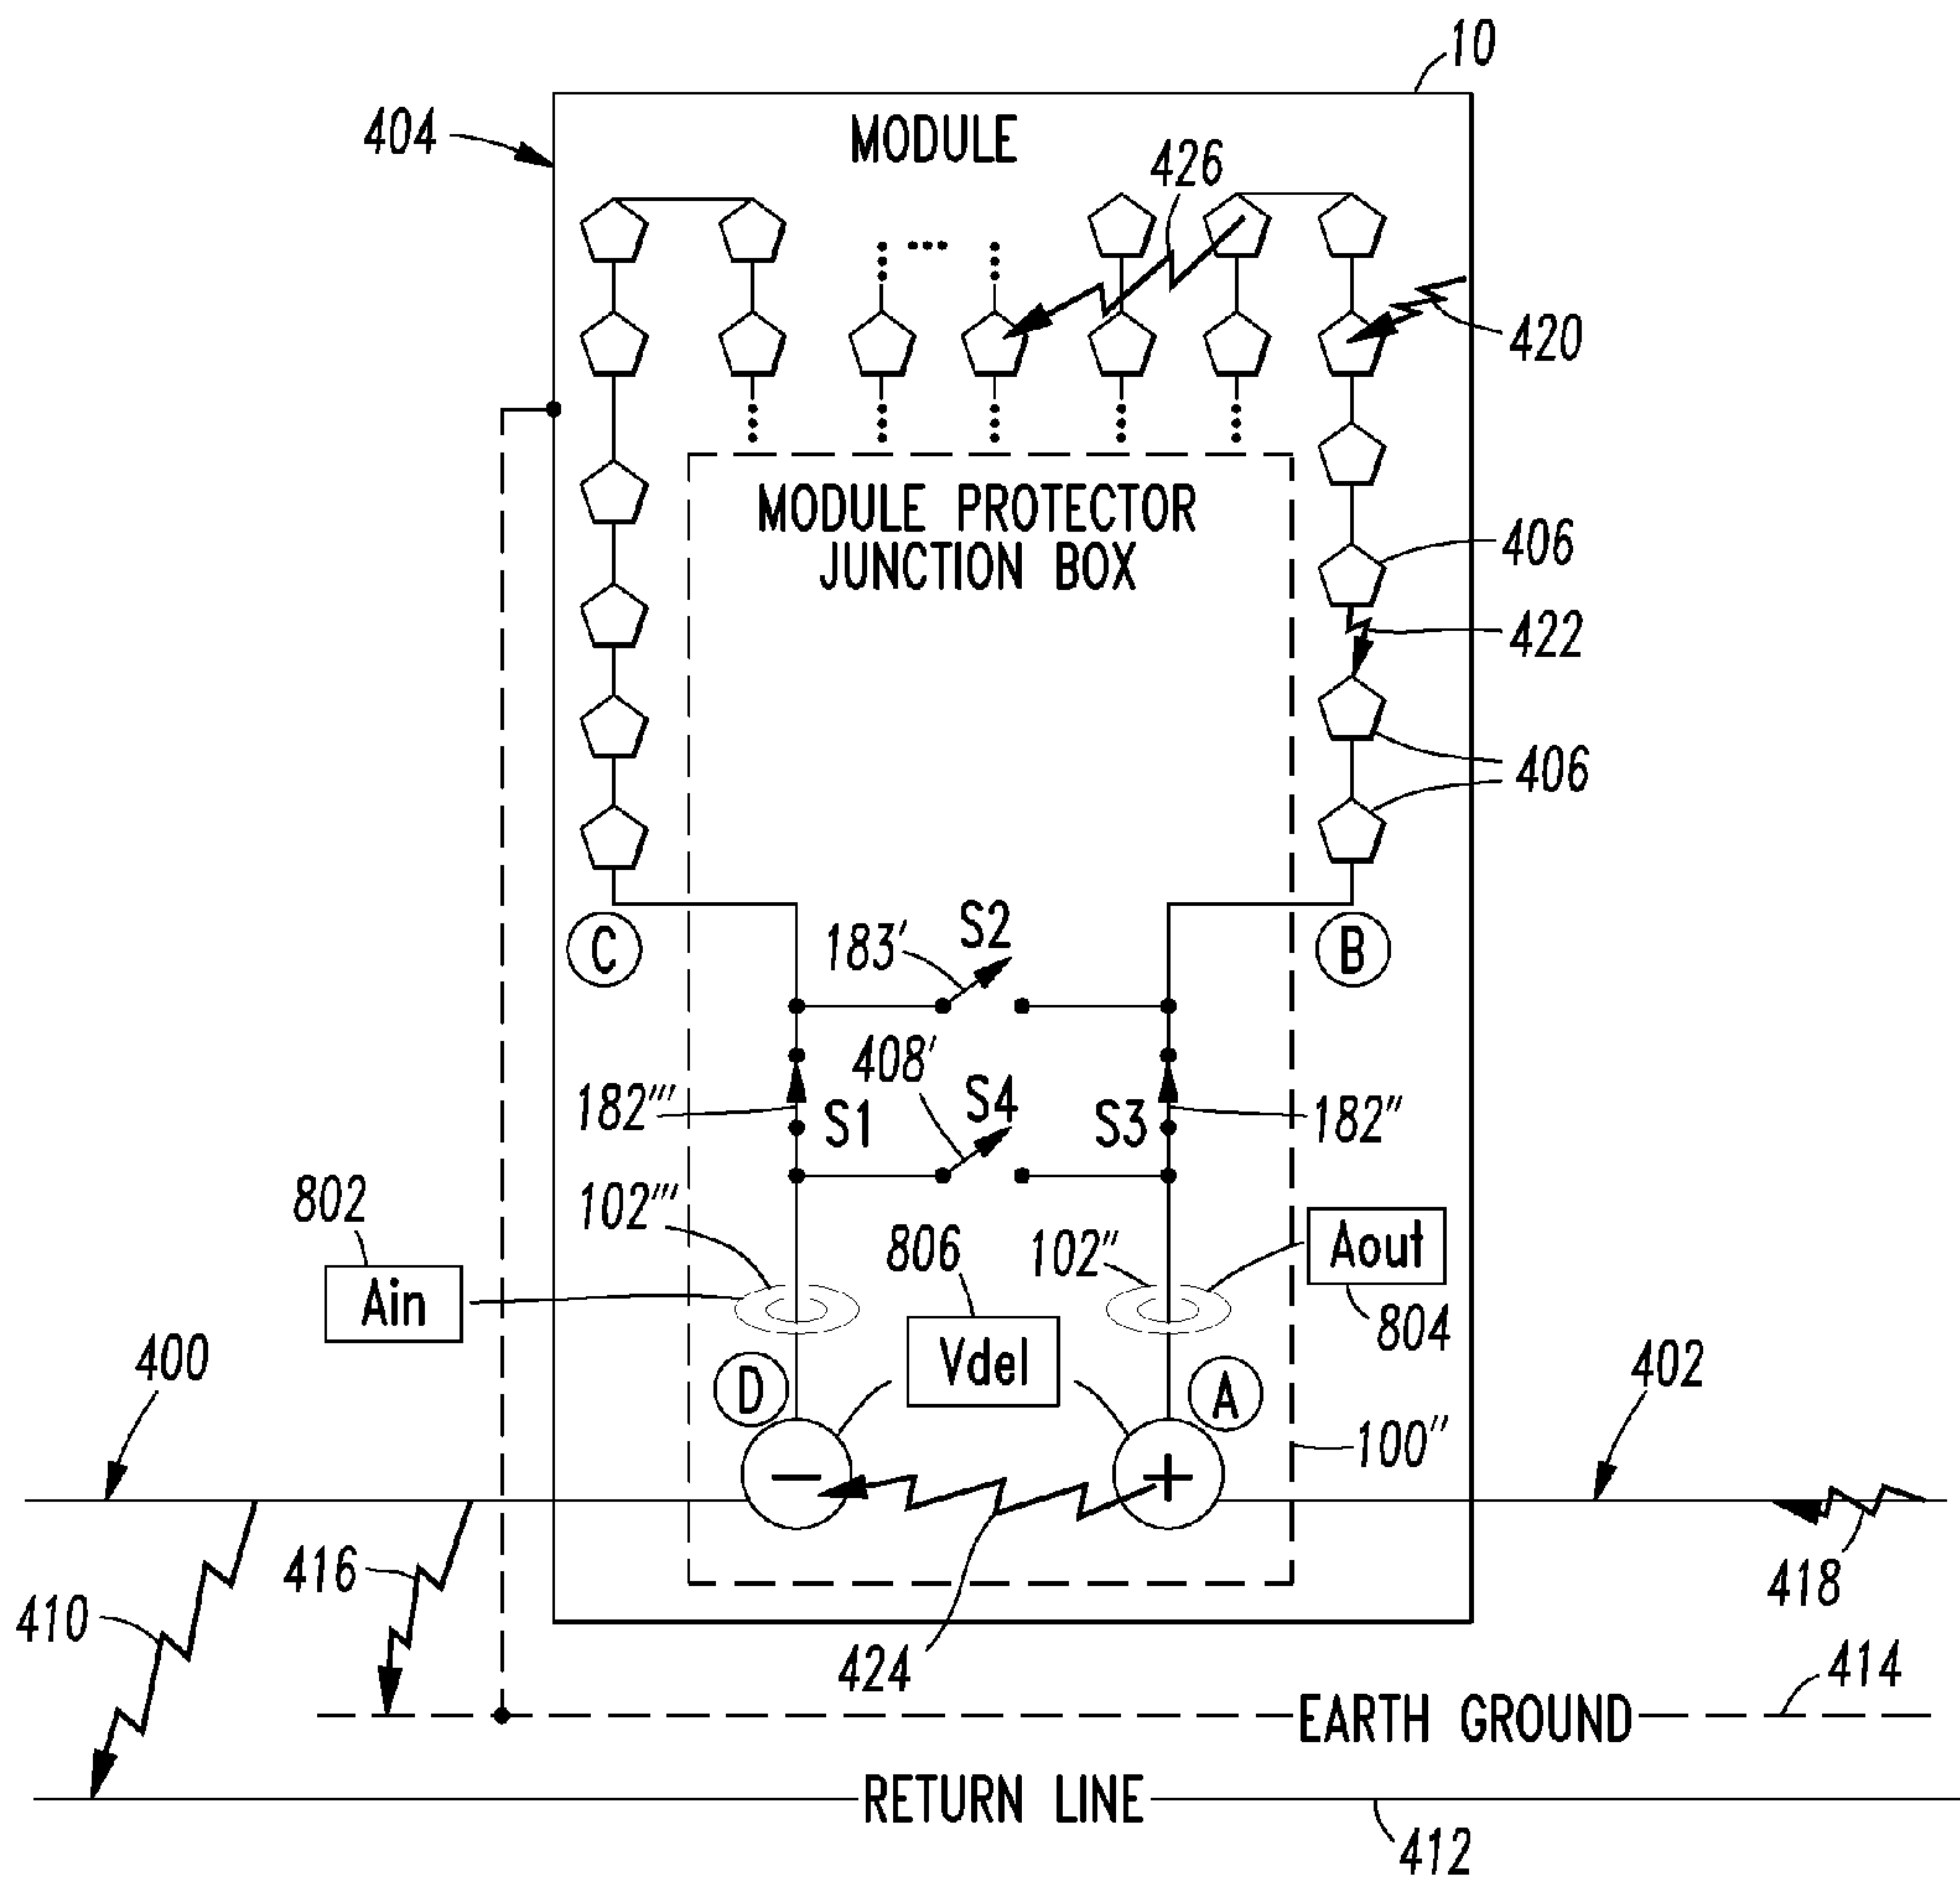 10
404
MODULE
426
420
MODULE PROTECTOR
JUNCTION BOX
406
422
406
C
183'
S2
B
408'
182'''
S1
S4
S3
182''
802
102'''
806
102''
Aout
Ain
804
400
D
Vdel
A
402
100''
−
+
410
416
418
424
414
EARTH GROUND
RETURN LINE
412